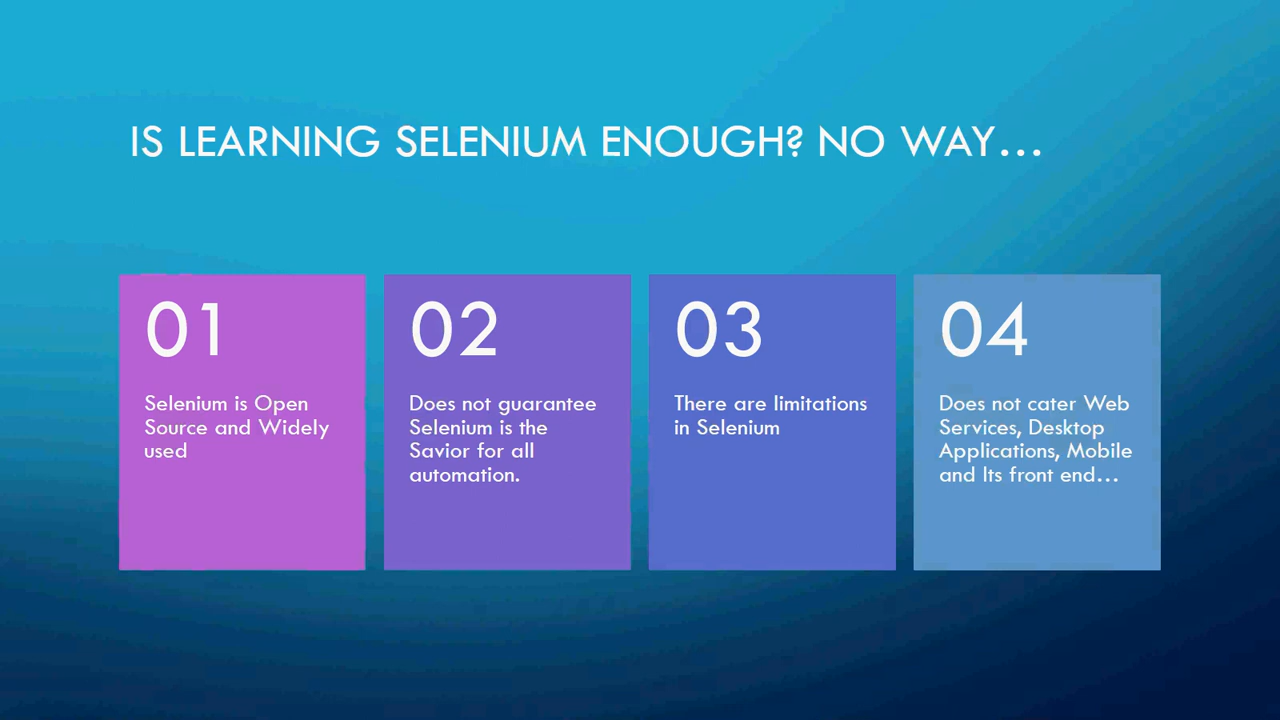 IS LEARNING SELENIUM ENOUGH? NO WAY...
01
Selenium is Open
Source and Widely
used
02
Does not guarantee
Selenium is the
Savior for all
automation.
03
There are limitations
in Selenium
04
Does not cater Web
Services, Desktop
Applications, Mobile
and Its front end...